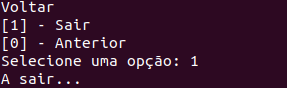 Voltar
[1] - Sair
[0] - Anterior
Selecione uma opção: 1
A sair...